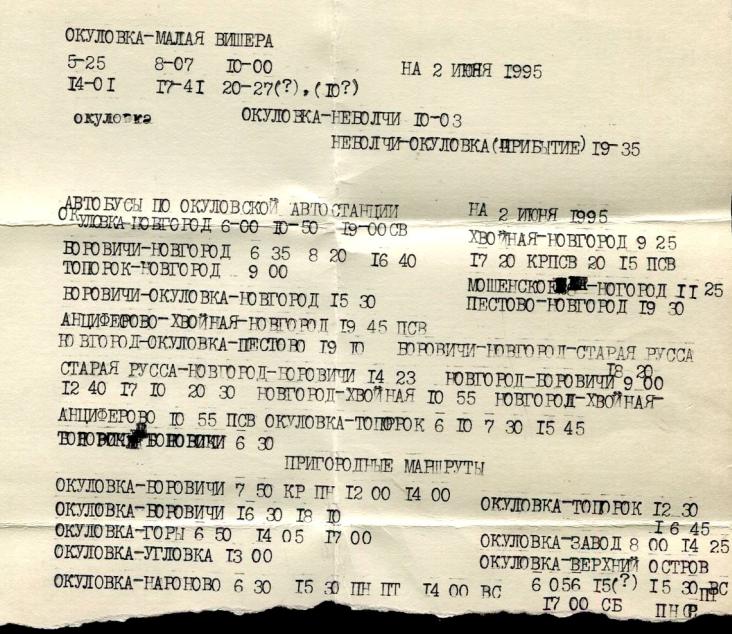 ОКУЛОВКА-МАЛАЯ ВИШЕРА
5-25 8-07 10-00 НА 2 ИЮНЯ 1995
14-01 17-41 20-27(?),(10?)
окуловка ОКУЛОВКА-НЕБОЛЧИ 10-03
НЕБОЛЧИ-ОКУЛОВКА(ПРИБЫТИЕ) 19-35
АВТОБУСЫ ПО ОКУЛОВСКОЙ АВТОСТАНЦИИ НА 2 ИЮНЯ 1995
ОКУЛОВКА-НОВГОРОД 6-00 10-50 19-00СВ
ХВОЙНАЯ-НОВГОРОД 9 25
БОРОВИЧИ-НОВГОРОД 6 35 8 20 16 40 17 20 КРПСВ 20 15 ПСВ
ТОПОРОК-НОВГОРОД 9 00
МОШЕНСКОЕ НОГОРОД 11 25
БОРОВИЧИ-ОКУЛОВКА-НОВГОРОД 15 30 ПЕСТОВО-НОВГОРОД 19 30
АНЦИФЕРОВО-ХВОЙНАЯ-НОВГОРОД 19 45 ПСВ
НОВГОРОД-ОКУЛОВКА-ПЕСТОВО 19 10 БОРОВИЧИ-НОВГОРОД-СТАРАЯ РУССА
18 20
СТАРАЯ РУССА-НОВГОРОД-БОРОВИЧИ 14 23 НОВГОРОД-БОРОВИЧИ 9 00
12 40 17 10 20 30 НОВГОРОД-ХВОЙНАЯ 10 55 НОВГОРОД-ХВОЙНАЯ-
АНЦИФЕРОВО 10 55 ПСВ ОКУЛОВКА-ТОПОРОК 6 10 7 30 15 45
6 30
ПРИГОРОДНЫЕ МАРШРУТЫ
ОКУЛОВКА-БОРОВИЧИ 7 50 КР ПН 12 00 14 00
ОКУЛОВКА-БОРОВИЧИ 16 30 18 10 ОКУЛОВКА-ТОПОРОК 12 30
16 45
ОКУЛОВКА-ГОРЫ 6 50 14 05 17 00 ОКУЛОВКА-ЗАВОД 8 00 14 25
ОКУЛОВКА-УГЛОВКА 13 00 ОКУЛОВКА-ВЕРХНИЙ ОСТРОВ
ОКУЛОВКА-НАРОНОВО 6 30 15 30 ПН ПТ 14 00 ВС 6 056 15(?) 15 30 ВС
ПТ
17 00 СБ ПН СР